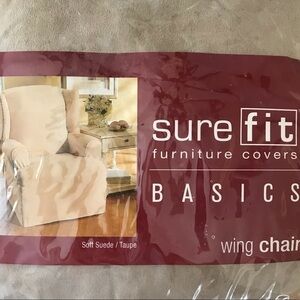 sure fit
furniture covers
BASICS
wing chair
Soft Suede / Taupe